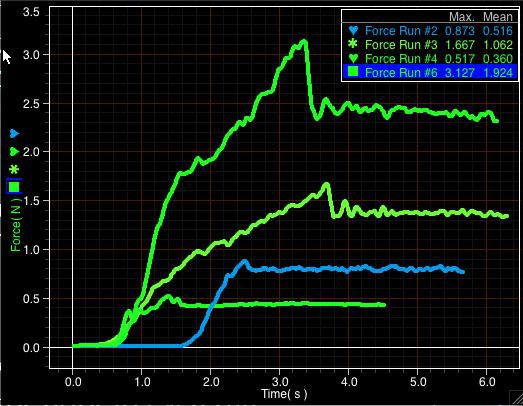 Max. Mean
Force Run #2 0.873 0.516
Force Run #3 1.667 1.062
Force Run #4 0.517 0.360
Force Run #6 3.127 1.924
3.5
3.0
2.5
2.0
1.5
1.0
0.5
0.0
Force( N )
0.0 1.0 2.0 3.0 4.0 5.0 6.0
Time( s )